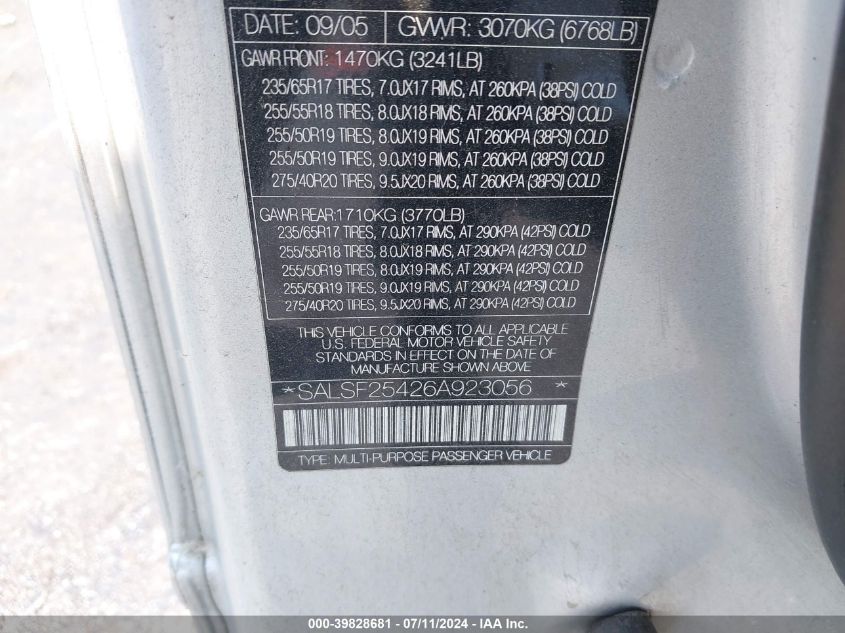 DATE: 09/05 GVWR: 3070KG (6768LB)
GAWR FRONT: 1470KG (3241LB)
235/65R17 TIRES, 7.0JX17 RIMS, AT 260KPA (38PSI) COLD
255/55R18 TIRES, 8.0JX18 RIMS, AT 260KPA (38PSI) COLD
255/50R19 TIRES, 8.0JX19 RIMS, AT 260KPA (38PSI) COLD
255/50R19 TIRES, 9.0JX19 RIMS, AT 260KPA (38PSI) COLD
275/40R20 TIRES, 9.5JX20 RIMS, AT 260KPA (38PSI) COLD
GAWR REAR:1710KG (3770LB)
235/65R17 TIRES, 7.0JX17 RIMS, AT 290KPA (42PSI) COLD
255/55R18 TIRES, 8.0JX18 RIMS, AT 290KPA (42PSI) COLD
255/50R19 TIRES, 8.0JX19 RIMS, AT 290KPA (42PSI) COLD
255/50R19 TIRES, 9.0JX19 RIMS, AT 290KPA (42PSI) COLD
275/40R20 TIRES, 9.5JX20 RIMS, AT 290KPA (42PSI) COLD
THIS VEHICLE CONFORMS TO ALL APPLICABLE
U.S. FEDERAL MOTOR VEHICLE SAFETY
STANDARDS IN EFFECT ON THE DATE OF
MANUFACTURE SHOWN ABOVE
*SALSF25426A923056 *
TYPE: MULTI-PURPOSE PASSENGER VEHICLE
000-39828681 - 07/11/2024 - IAAI Inc.